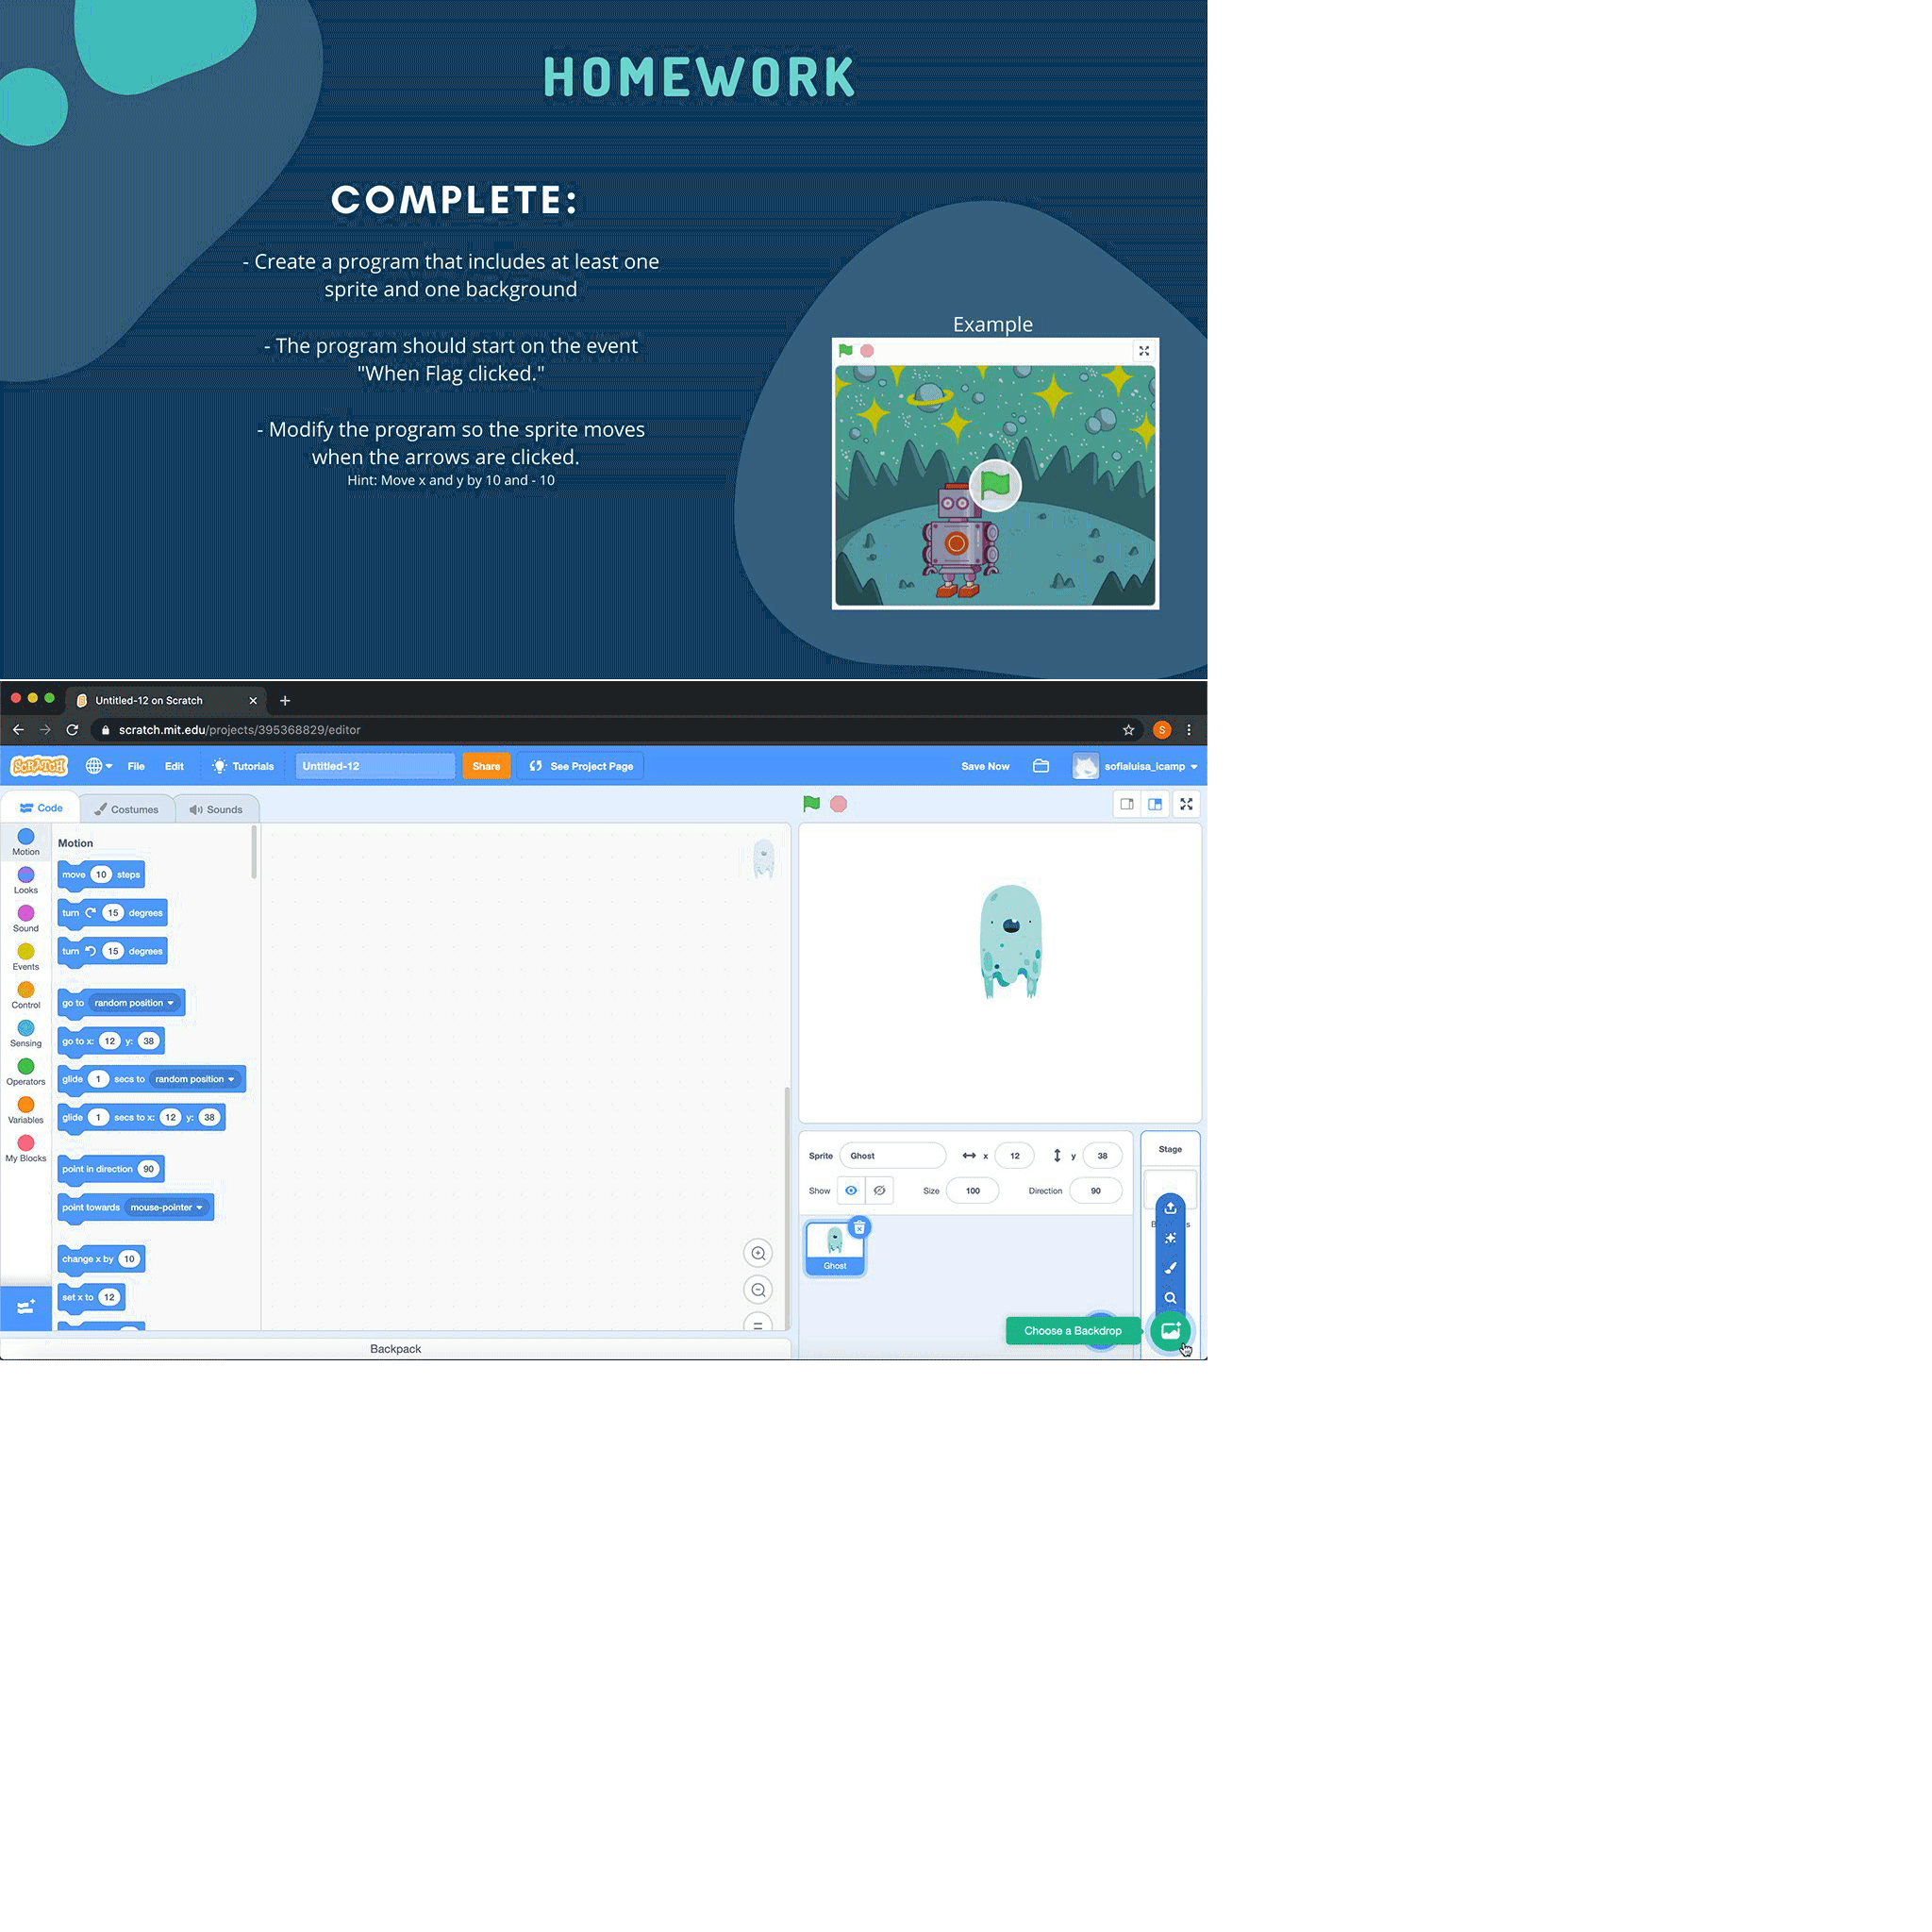 HOMEWORK
COMPLETE:
- Create a program that includes at least one
sprite and one background
- The program should start on the event
"When Flag clicked."
- Modify the program so the sprite moves
when the arrows are clicked.
Hint: Move x and y by 10 and - 10
Example
Untitled-12 on Scratch
scratch.mit.edu/projects/395368829/editor
S
SCRATCH File Edit Tutorials Untitled-12 Share See Project Page Save Now sofialuisa_icamp
Code Costumes Sounds
Motion
Looks
Sound
Events
Control
Sensing
Operators
Variables
My Blocks
Motion
move 10 steps
turn 15 degrees
turn 15 degrees
go to random position
go to x: 12 y: 38
glide 1 secs to random position
glide 1 secs to x: 12 y: 38
point in direction 90
point towards mouse-pointer
change x by 10
set x to 12
Backpack
Sprite Ghost x 12 y 38
Show Size 100 Direction 90
Ghost
Stage
Choose a Backdrop